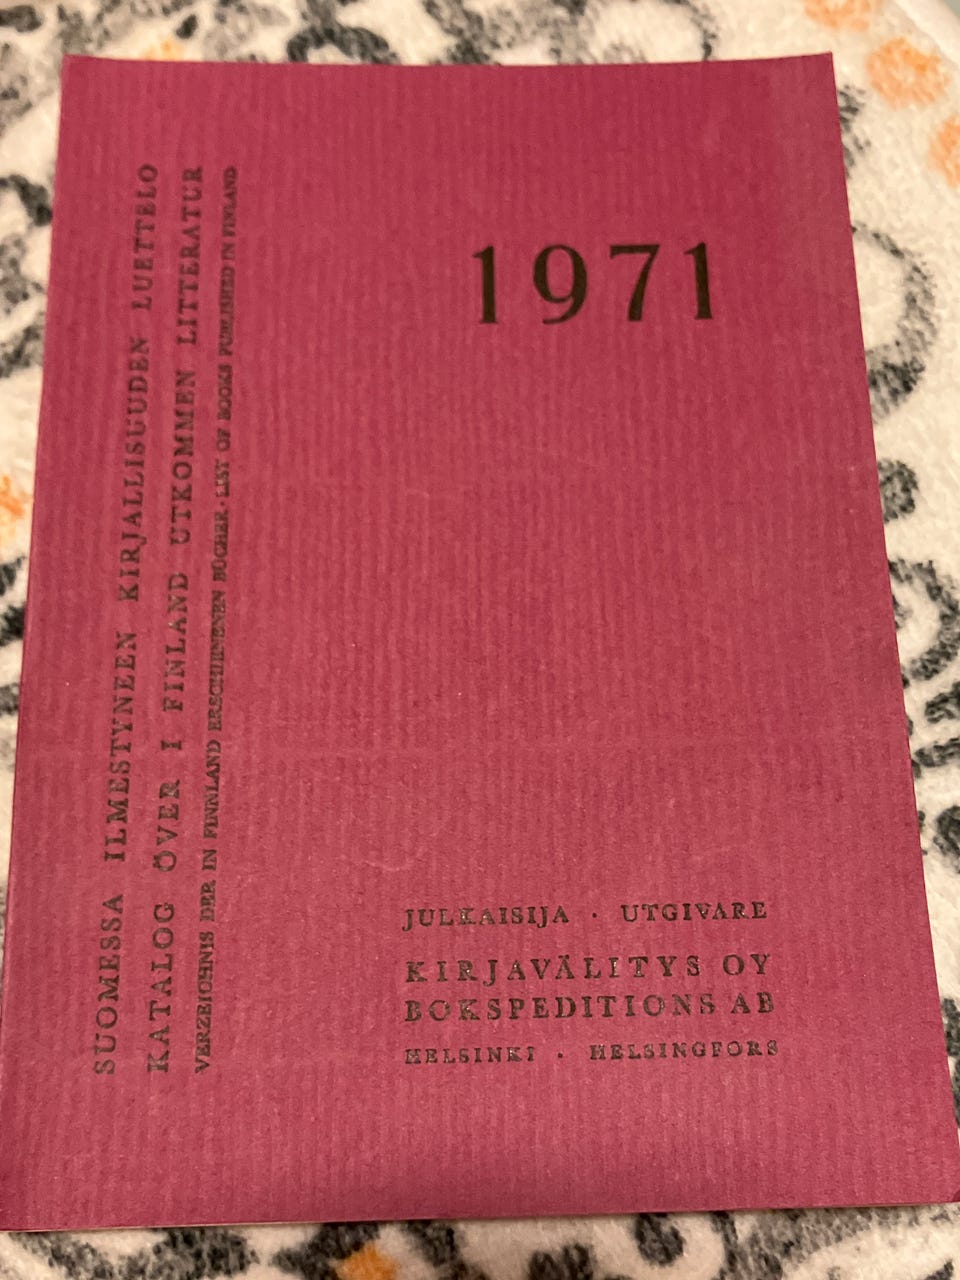 1971
SUOMESSA ILMESTYNEEN KIRJALLISUUDEN LUETTELO
KATALOG ÖVER I FINLAND UTKOMMEN LITTERATUR
VERZEICHNIS DER IN FINNLAND ERSCHIENENEN BÜCHER · LIST OF BOOKS PUBLISHED IN FINLAND
JULKAISIJA · UTGIVARE
KIRJAVÄLITYS OY
BOKSPEDITIONS AB
HELSINKI · HELSINGFORS